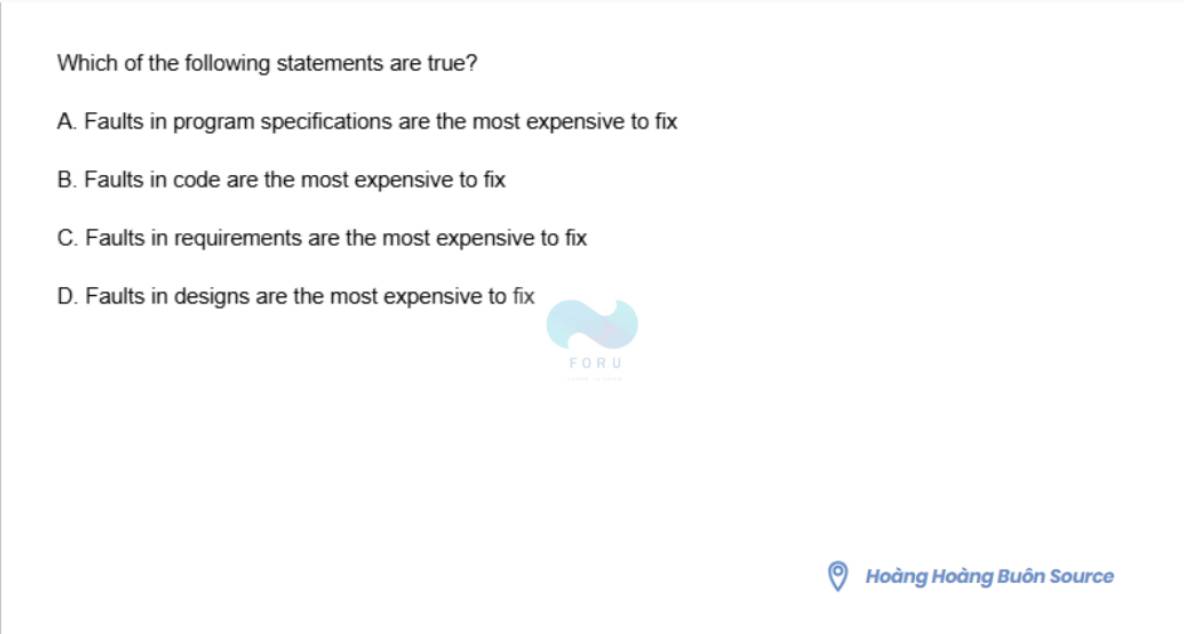 Which of the following statements are true?
A. Faults in program specifications are the most expensive to fix
B. Faults in code are the most expensive to fix
C. Faults in requirements are the most expensive to fix
D. Faults in designs are the most expensive to fix
FORU
Hoàng Hoàng Buôn Source